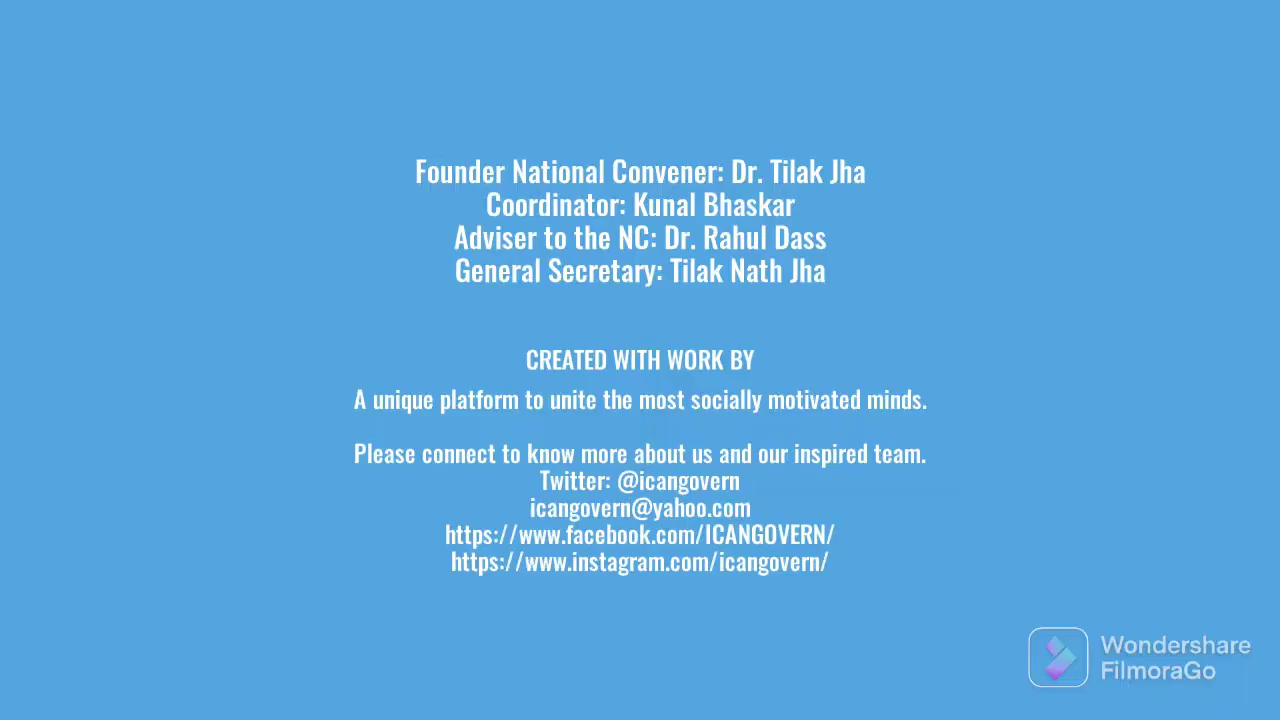 Founder National Convener: Dr. Tilak Jha
Coordinator: Kunal Bhaskar
Adviser to the NC: Dr. Rahul Dass
General Secretary: Tilak Nath Jha
CREATED WITH WORK BY
A unique platform to unite the most socially motivated minds.
Please connect to know more about us and our inspired team.
Twitter: @icangovern
icangovern@yahoo.com
https://www.facebook.com/ICANGOVERN/
https://www.instagram.com/icangovern/
Wondershare
FilmoraGo